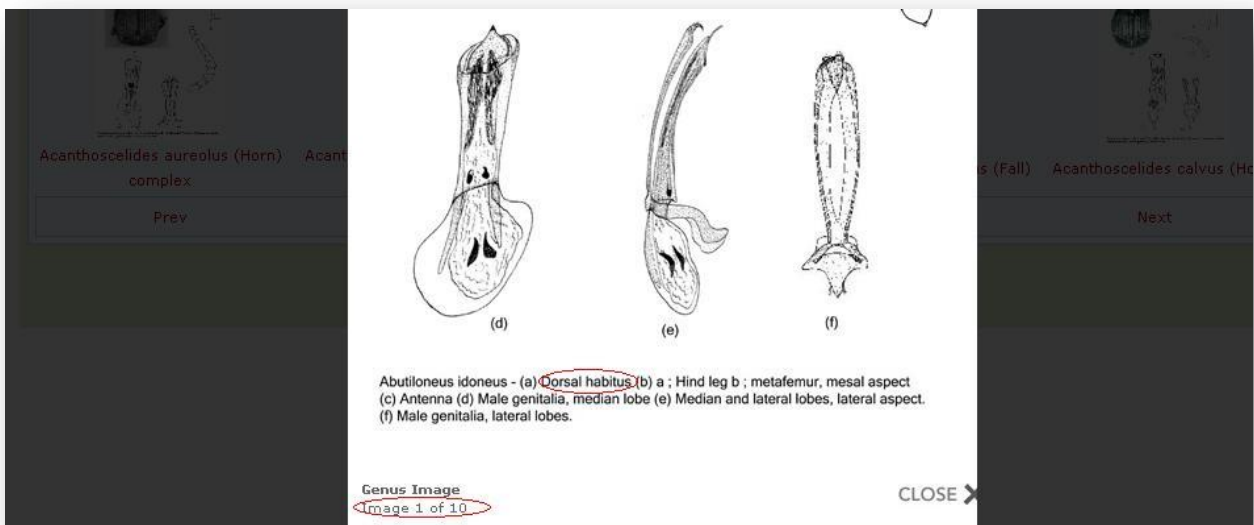 Acanthoscelides aureolus (Horn)
complex
Acant
s (Fall)
Acanthoscelides calvus (Ho
Prev
Next
(d)
(e)
(f)
Abutiloneus idoneus - (a) Dorsal habitus (b) a ; Hind leg b ; metafemur, mesal aspect
(c) Antenna (d) Male genitalia, median lobe (e) Median and lateral lobes, lateral aspect.
(f) Male genitalia, lateral lobes.
Genus Image
Image 1 of 10
CLOSE X